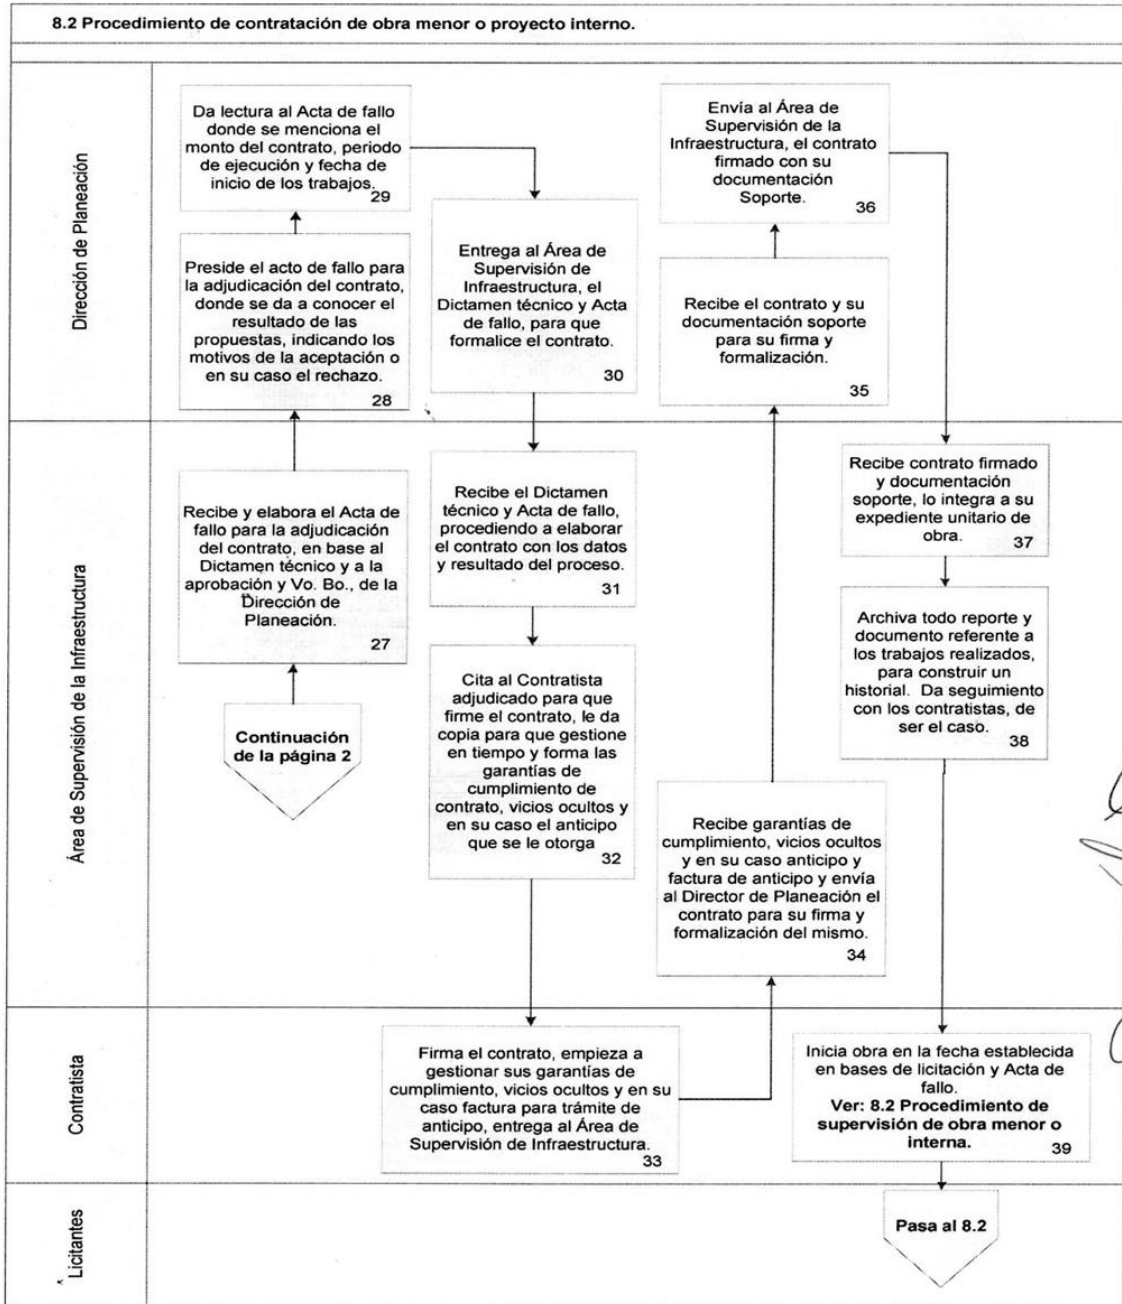 8.2 Procedimiento de contratación de obra menor o proyecto interno.
Dirección de Planeación
Da lectura al Acta de fallo
donde se menciona el
monto del contrato, periodo
de ejecución y fecha de
inicio de los trabajos.
29
Preside el acto de fallo para
la adjudicación del contrato,
donde se da a conocer el
resultado de las
propuestas, indicando los
motivos de la aceptación o
en su caso el rechazo.
28
Entrega al Área de
Supervisión de
Infraestructura, el
Dictamen técnico y Acta
de fallo, para que
formalice el contrato.
30
Envía al Área de
Supervisión de la
Infraestructura, el contrato
firmado con su
documentación
Soporte.
36
Recibe el contrato y su
documentación soporte
para su firma y
formalización.
35
Área de Supervisión de la Infraestructura
Recibe y elabora el Acta de
fallo para la adjudicación
del contrato, en base al
Dictamen técnico y a la
aprobación y Vo. Bo., de la
Dirección de
Planeación.
27
Continuación
de la página 2
Recibe el Dictamen
técnico y Acta de fallo,
procediendo a elaborar
el contrato con los datos
y resultado del proceso.
31
Cita al Contratista
adjudicado para que
firme el contrato, le da
copia para que gestione
en tiempo y forma las
garantías de
cumplimiento de
contrato, vicios ocultos y
en su caso el anticipo
que se le otorga
32
Recibe garantías de
cumplimiento, vicios ocultos
y en su caso anticipo y
factura de anticipo y envía
al Director de Planeación el
contrato para su firma y
formalización del mismo.
34
Recibe contrato firmado
y documentación
soporte, lo integra a su
expediente unitario de
obra.
37
Archiva todo reporte y
documento referente a
los trabajos realizados,
para construir un
historial. Da seguimiento
con los contratistas, de
ser el caso.
38
Contratista
Firma el contrato, empieza a
gestionar sus garantías de
cumplimiento, vicios ocultos y en su
caso factura para trámite de
anticipo, entrega al Área de
Supervisión de Infraestructura.
33
Inicia obra en la fecha establecida
en bases de licitación y Acta de
fallo.
Ver: 8.2 Procedimiento de
supervisión de obra menor o
interna.
39
Licitantes
Pasa al 8.2